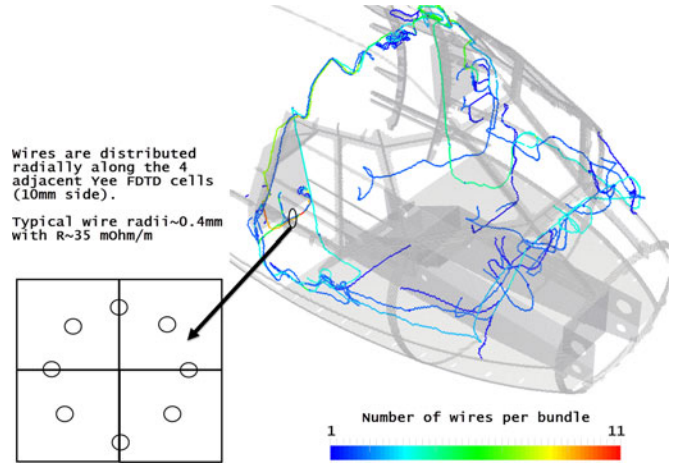 Wires are distributed
radially along the 4
adjacent Yee FDTD cells
(10mm side).
Typical wire radii~0.4mm
with R~35 mOhm/m
Number of wires per bundle
1 11